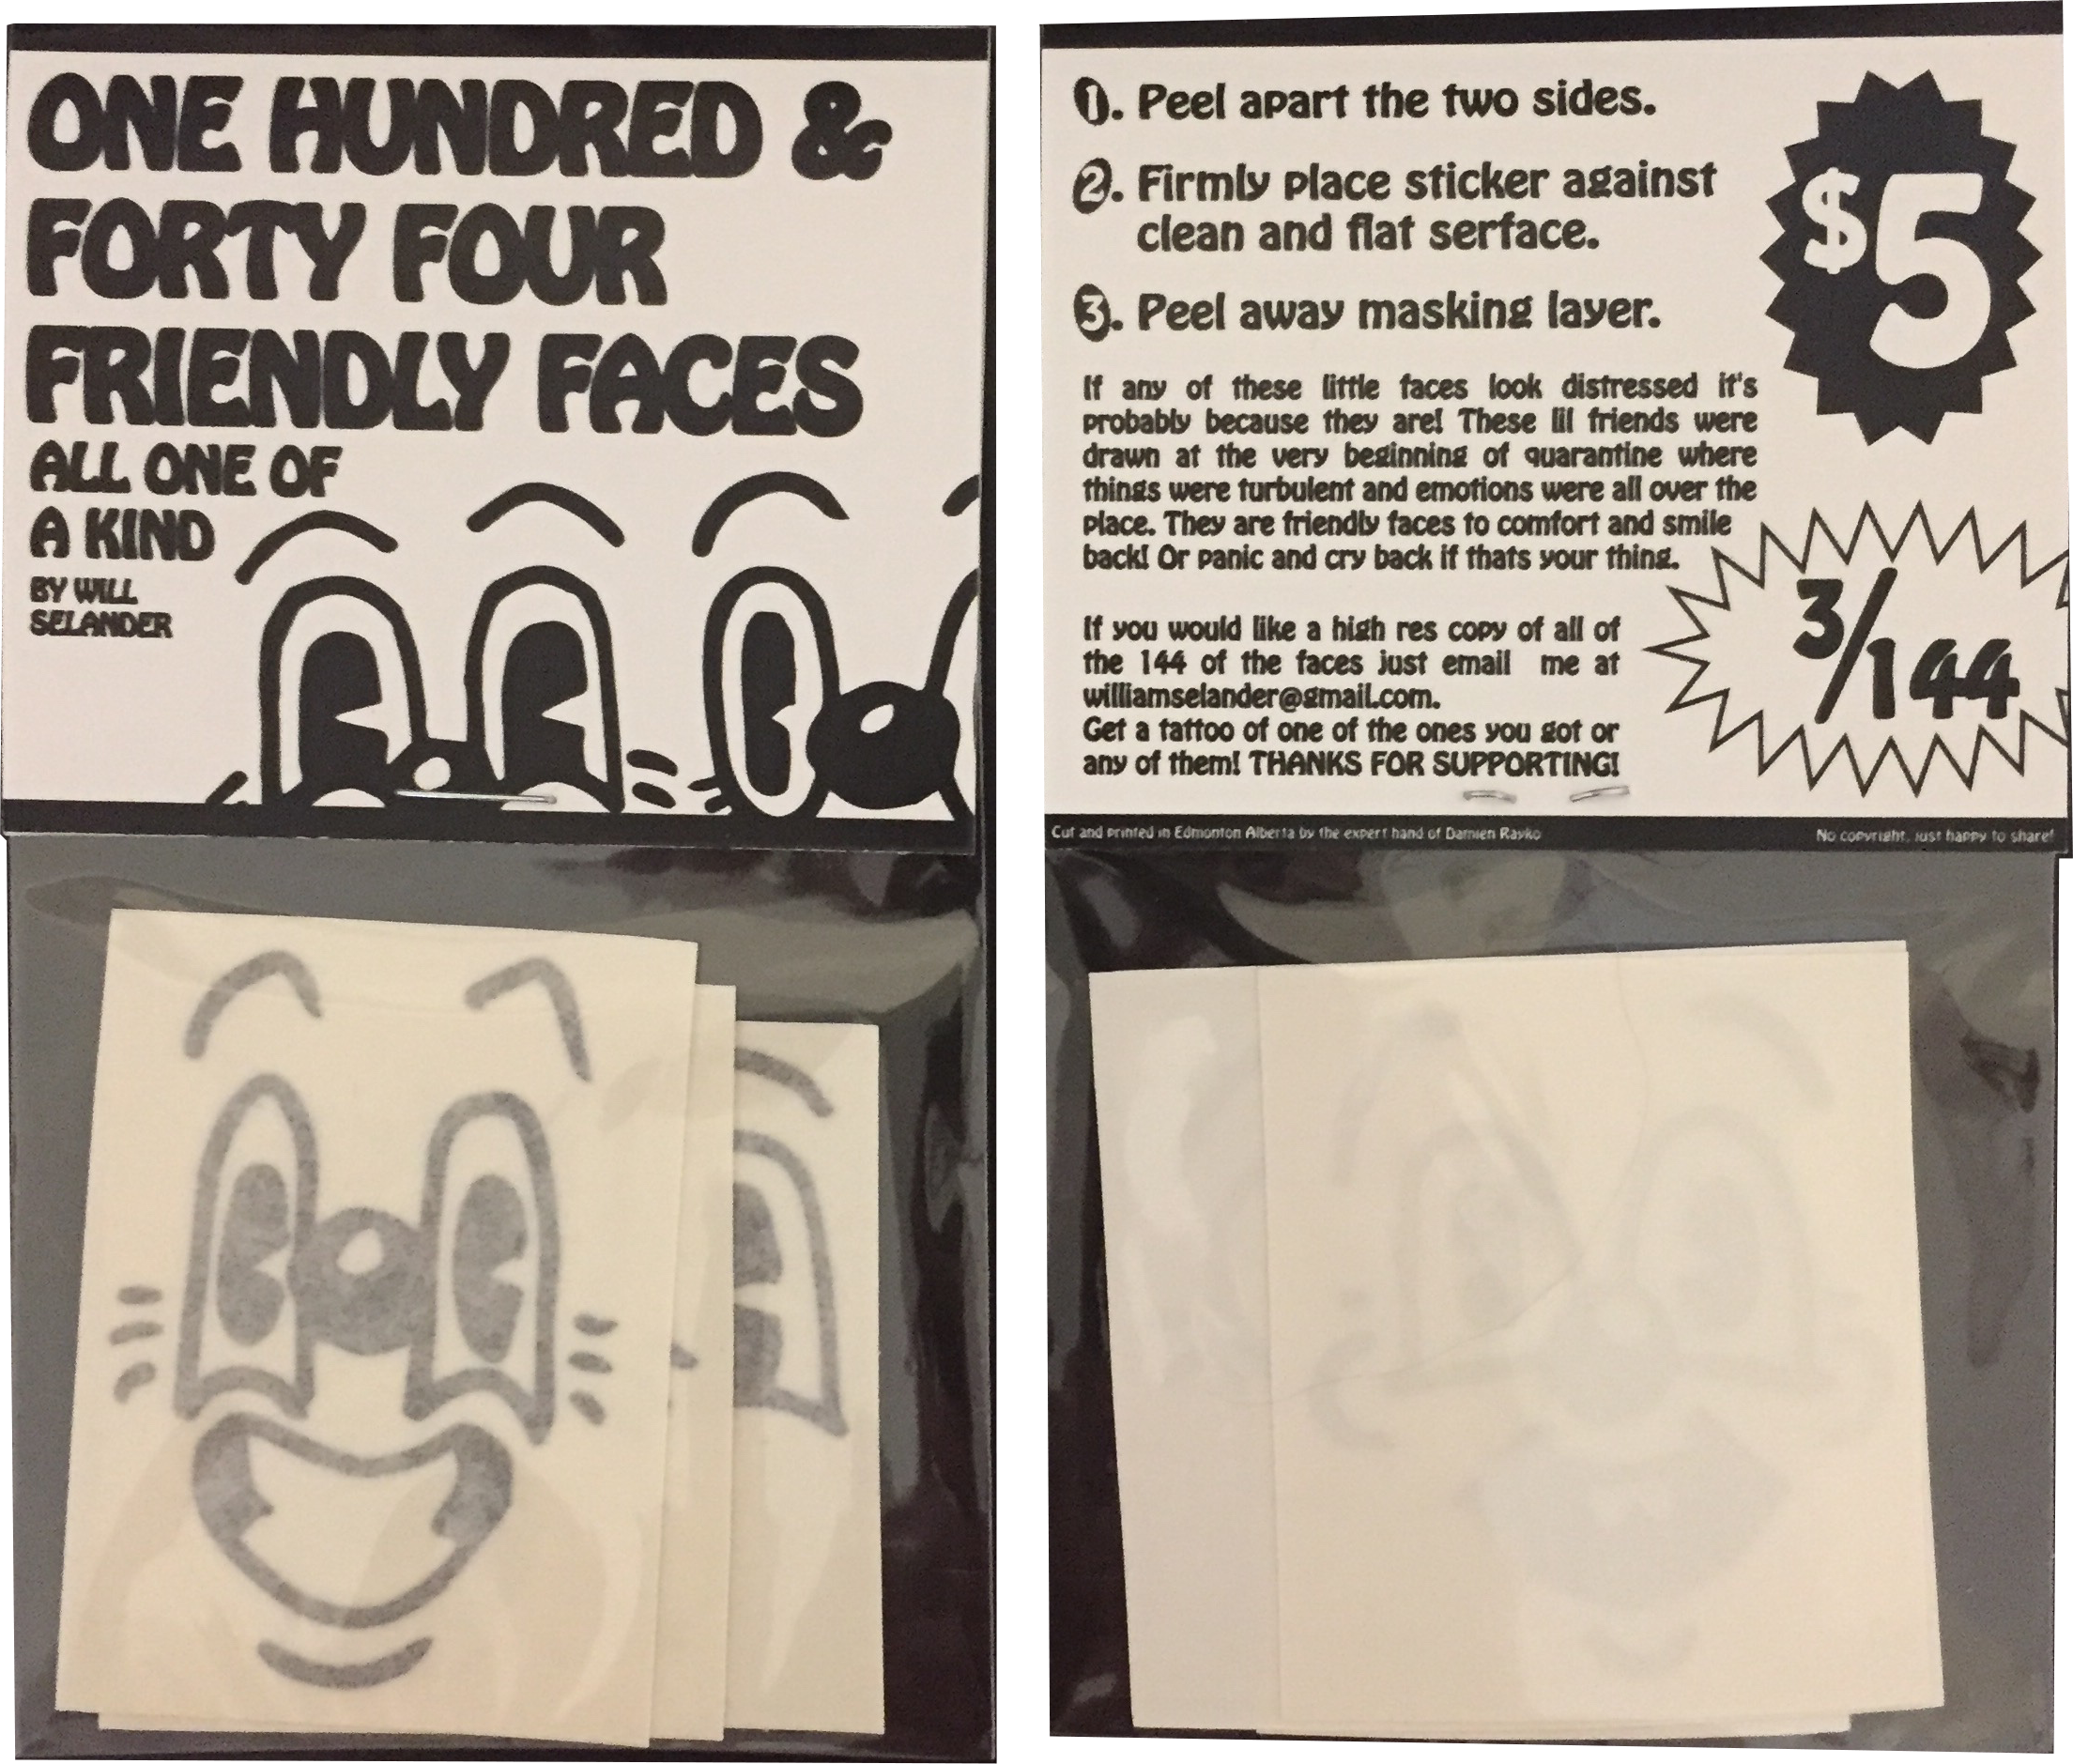 ONE HUNDRED &
FORTY FOUR
FRIENDLY FACES
ALL ONE OF
A KIND
BY WILL
SELANDER
1. Peel apart the two sides.
2. Firmly place sticker against
clean and flat serface.
3. Peel away masking layer.
$5
If any of these little faces look distressed it's
probably because they are! These lil friends were
drawn at the very beginning of quarantine where
things were turbulent and emotions were all over the
place. They are friendly faces to comfort and smile
back! Or panic and cry back if thats your thing.
3/144
If you would like a high res copy of all of
the 144 of the faces just email me at
williamselander@gmail.com.
Get a tattoo of one of the ones you got or
any of them! THANKS FOR SUPPORTING!
Cut and printed in Edmonton Alberta by the expert hand of Damien Rayko
No copyright, just happy to share!